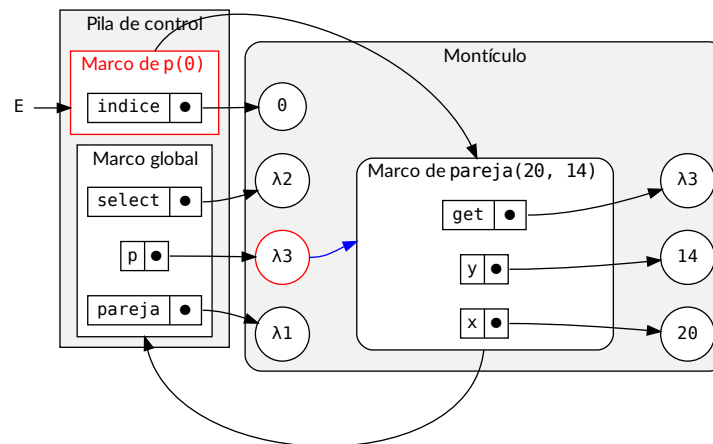 Pila de control
Marco de p(0)
E
indice
Marco global
select
p
pareja
Montículo
0
λ2
λ3
λ1
Marco de pareja(20, 14)
get
y
x
λ3
14
20